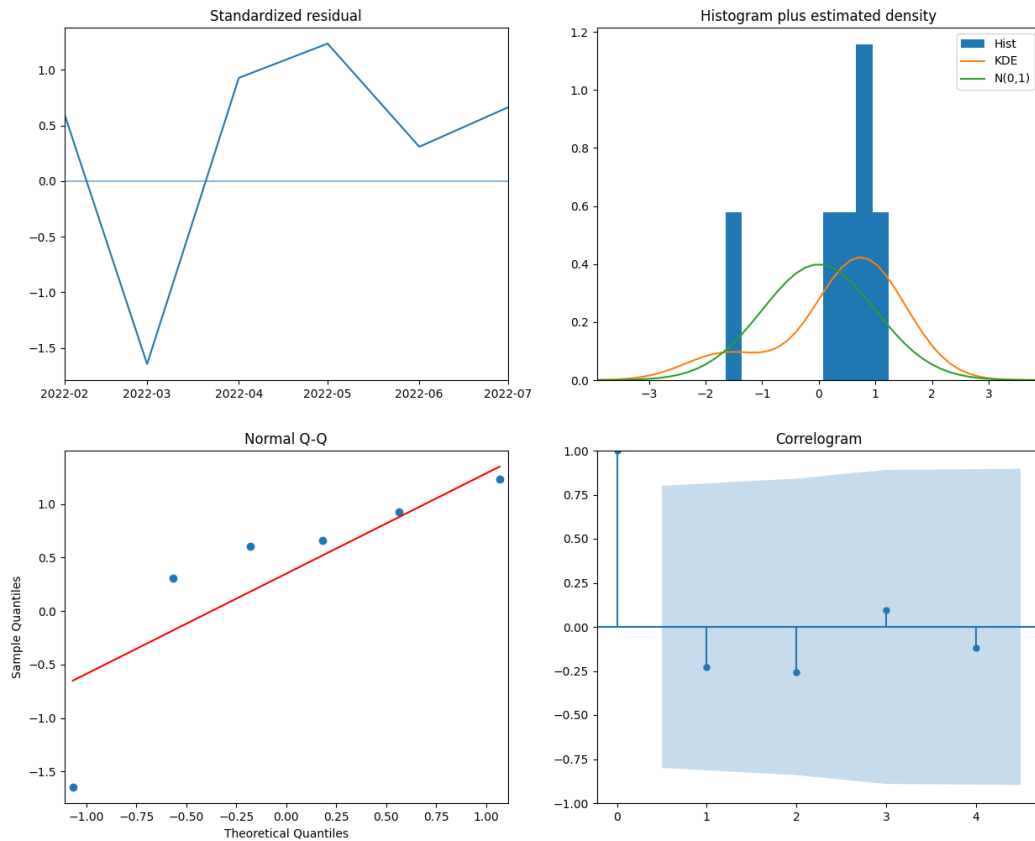 Standardized residual
1.0
0.5
0.0
−0.5
−1.0
−1.5
2022-02 2022-03 2022-04 2022-05 2022-06 2022-07
Histogram plus estimated density
Hist
KDE
N(0,1)
1.2
1.0
0.8
0.6
0.4
0.2
0.0
−3 −2 −1 0 1 2 3
Normal Q-Q
Sample Quantiles
1.0
0.5
0.0
−0.5
−1.0
−1.5
−1.00 −0.75 −0.50 −0.25 0.00 0.25 0.50 0.75 1.00
Theoretical Quantiles
Correlogram
1.00
0.75
0.50
0.25
0.00
−0.25
−0.50
−0.75
−1.00
0 1 2 3 4